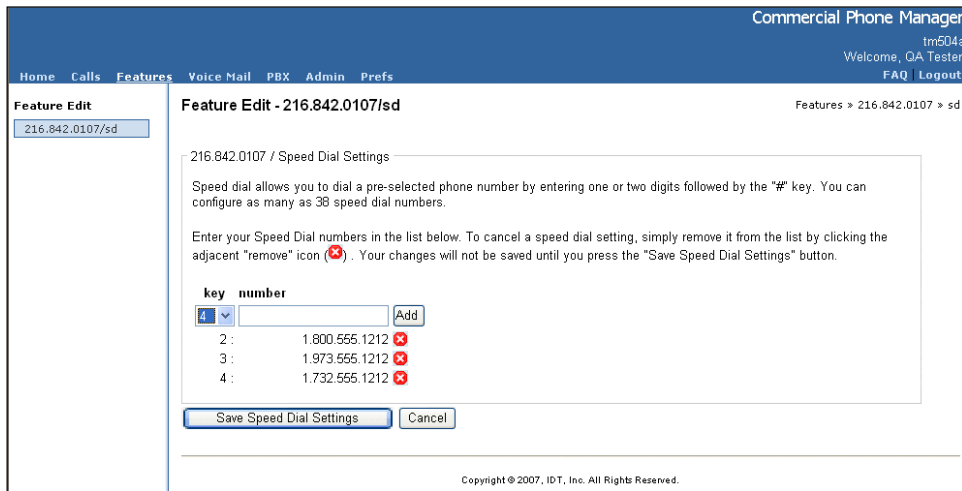 Commercial Phone Manager
tm504a
Welcome, QA Tester
Home Calls Features Voice Mail PBX Admin Prefs
FAQ | Logout
Feature Edit
216.842.0107/sd
Feature Edit - 216.842.0107/sd
Features » 216.842.0107 » sd
216.842.0107 / Speed Dial Settings
Speed dial allows you to dial a pre-selected phone number by entering one or two digits followed by the "#" key. You can
configure as many as 38 speed dial numbers.
Enter your Speed Dial numbers in the list below. To cancel a speed dial setting, simply remove it from the list by clicking the
adjacent "remove" icon ( ) . Your changes will not be saved until you press the "Save Speed Dial Settings" button.
key number
4 Add
2 : 1.800.555.1212
3 : 1.973.555.1212
4 : 1.732.555.1212
Save Speed Dial Settings Cancel
Copyright © 2007, IDT, Inc. All Rights Reserved.